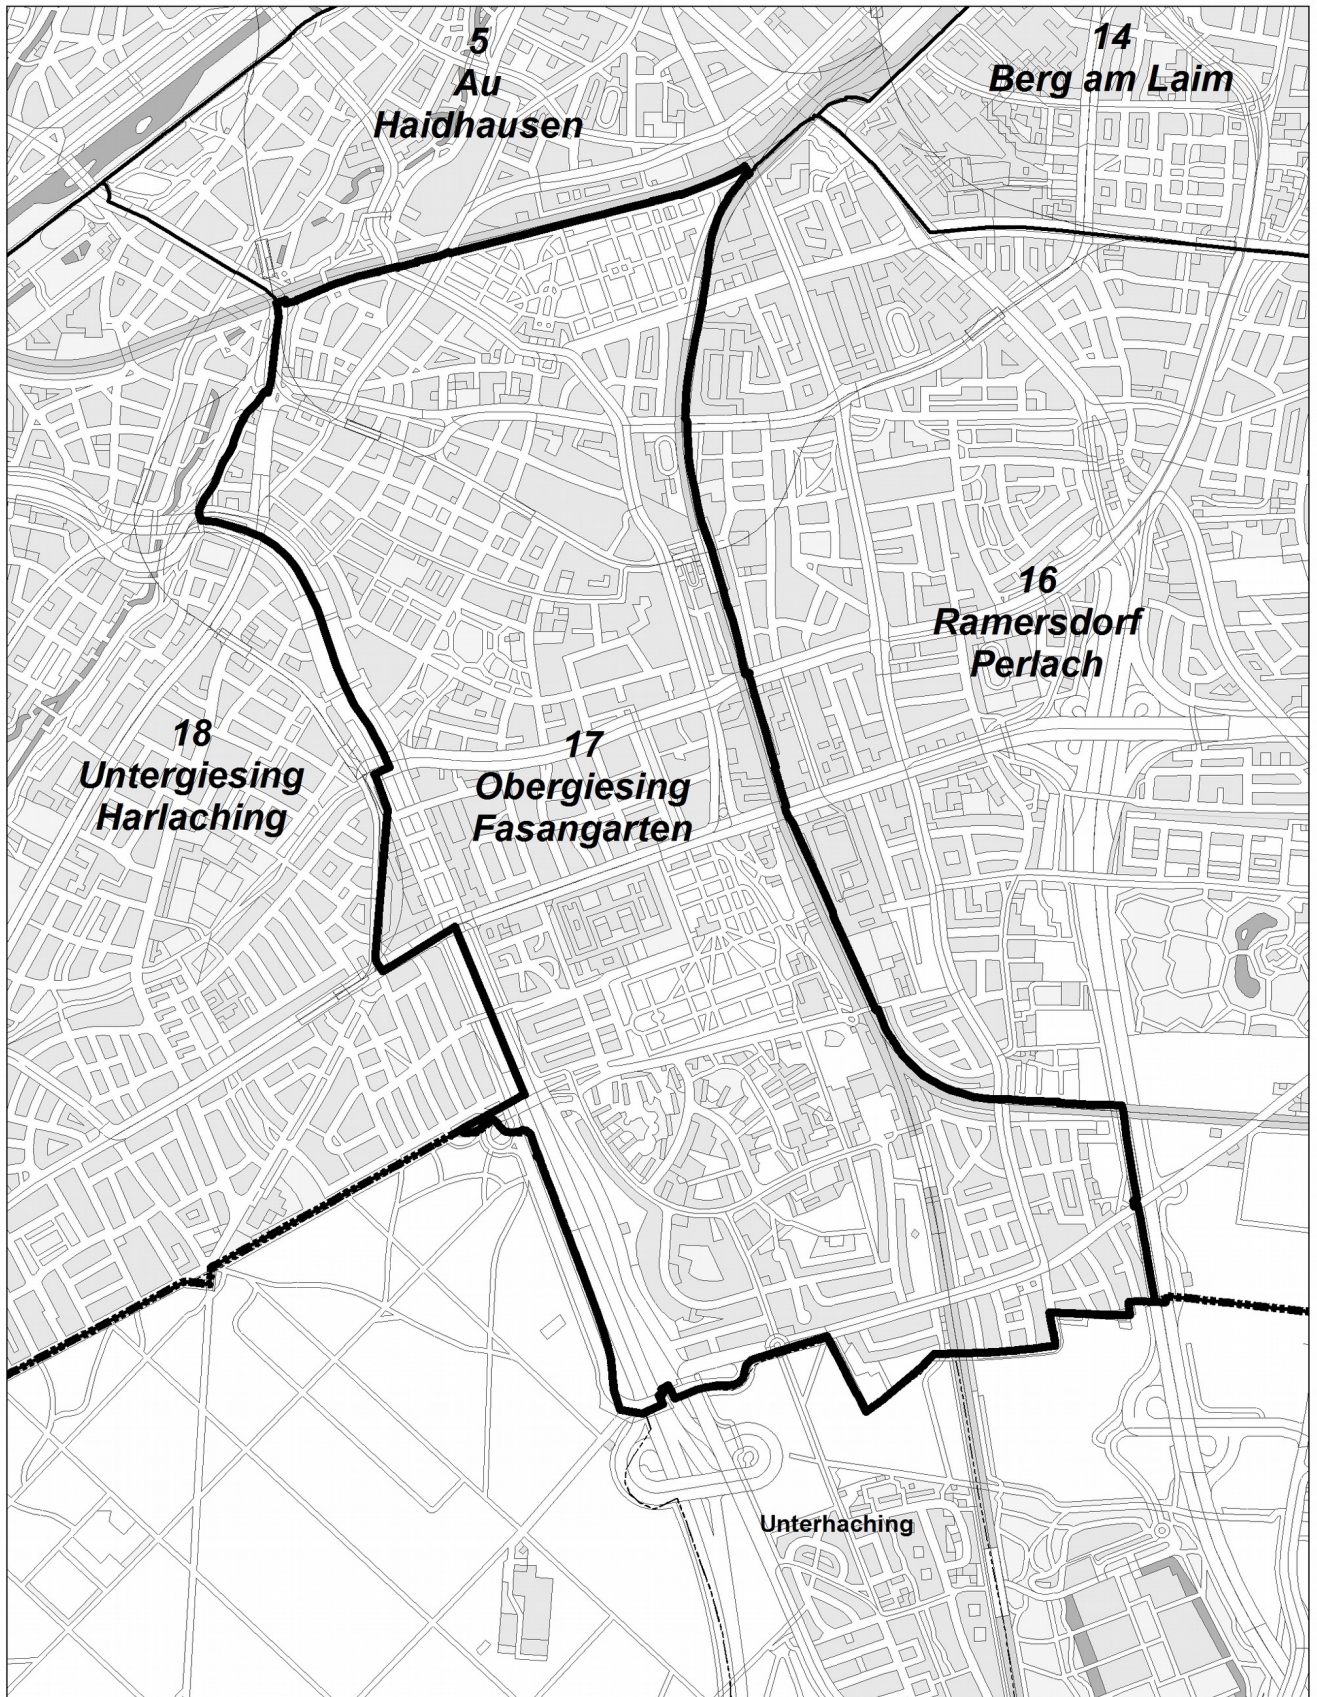 5
Au
Haidhausen
14
Berg am Laim
16
Ramersdorf
Perlach
18
Untergiesing
Harlaching
17
Obergiesing
Fasangarten
Unterhaching